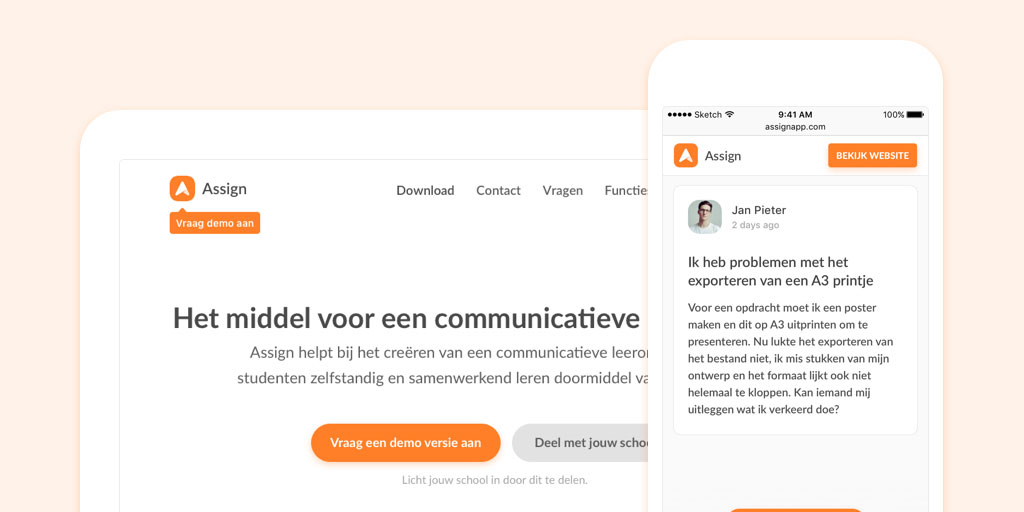 Assign
Download Contact Vragen Functies
Vraag demo aan
Het middel voor een communicatieve
Assign helpt bij het creëren van een communicatieve
studenten zelfstandig en samenwerkend leren doormiddel
Vraag een demo versie aan
Deel met jouw
Licht jouw school in door dit te delen.
Sketch 9:41 AM 100%
assignapp.com
Assign
BEKIJK WEBSITE
Jan Pieter
2 days ago
Ik heb problemen met het
exporteren van een A3 printje
Voor een opdracht moet ik een poster
maken en dit op A3 uitprinten om te
presenteren. Nu lukte het exporteren van
het bestand niet, ik mis stukken van mijn
ontwerp en het formaat lijkt ook niet
helemaal te kloppen. Kan iemand mij
uitleggen wat ik verkeerd doe?